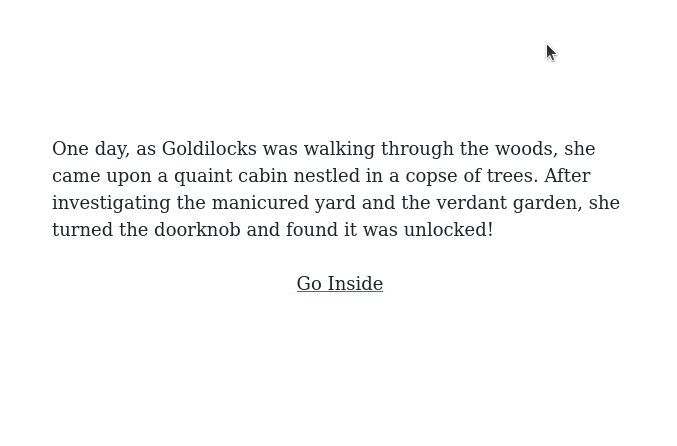 One day, as Goldilocks was walking through the woods, she
came upon a quaint cabin nestled in a copse of trees. After
investigating the manicured yard and the verdant garden, she
turned the doorknob and found it was unlocked!
Go Inside